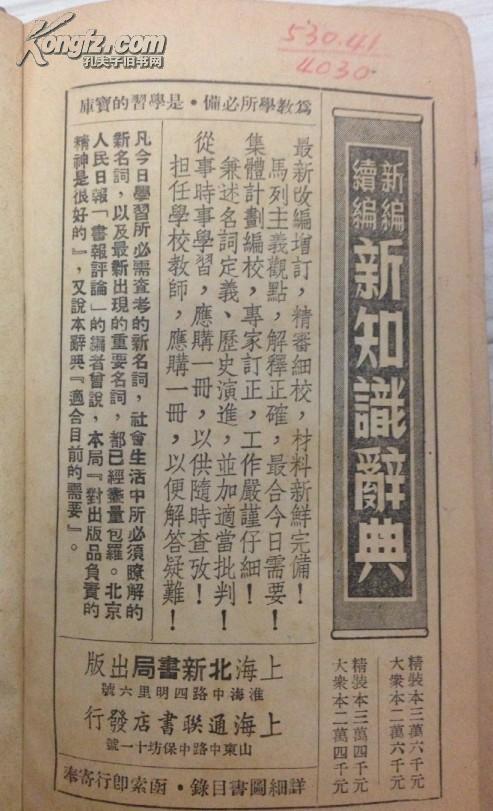 Kongfz.com
孔夫子旧书网
530.41
4030
新編
續編
新知識辭典
精裝本三萬六千元
大衆本二萬六千元
精裝本三萬四千元
大衆本二萬四千元
爲教學所必備・是學習的寶庫
最新改編增訂，精審細校，材料新鮮完備！
馬列主義觀點，解釋正確，最合今日需要！
集體計劃編校，專家訂正，工作嚴謹仔細！
兼述名詞定義、歷史演進，並加適當批判！
從事時事學習，應購一冊，以供隨時查攷！
担任學校教師，應購一冊，以便解答疑難！
凡今日學習所必需查考的新名詞，社會生活中所必須瞭解的
新名詞，以及最新出現的重要名詞，都已經盡量包羅。北京
人民日報「書報評論」的編者曾說，本局『對出版品負責的
精神是很好的』，又說本辭典『適合目前的需要』。
上海北新書局出版
淮海中路四明里六號
上海通聯書店發行
山東中路中保坊十一號
詳細圖書目錄・函索即行寄奉